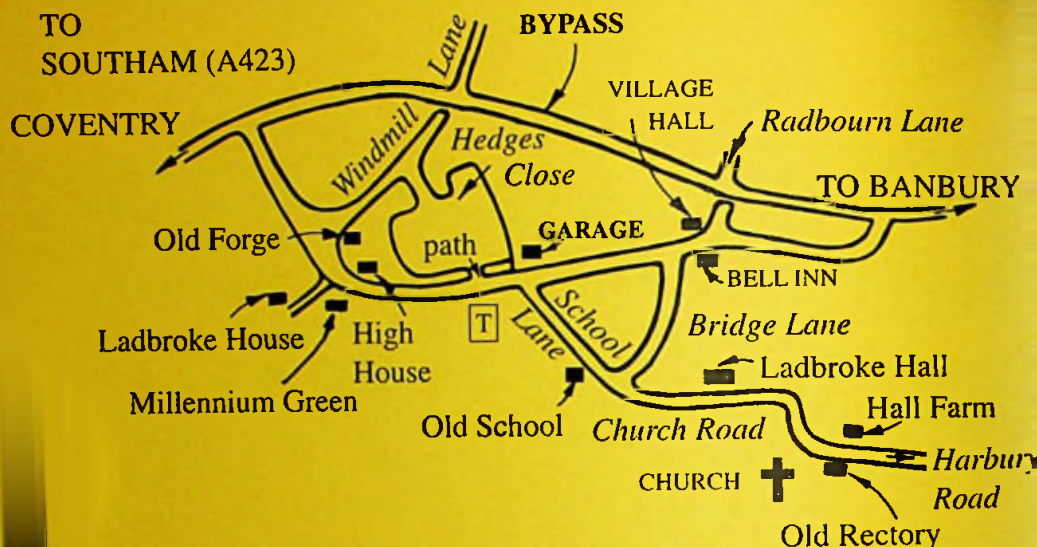 TO
SOUTHAM (A423)
COVENTRY
Lane
BYPASS
VILLAGE
HALL
Radbourn Lane
TO BANBURY
Windmill
Hedges
Close
Old Forge
path
GARAGE
BELL INN
Ladbroke House
High
House
T
School
Lane
Bridge Lane
Millennium Green
Ladbroke Hall
Old School
Church Road
Hall Farm
Harbury
Road
CHURCH
Old Rectory